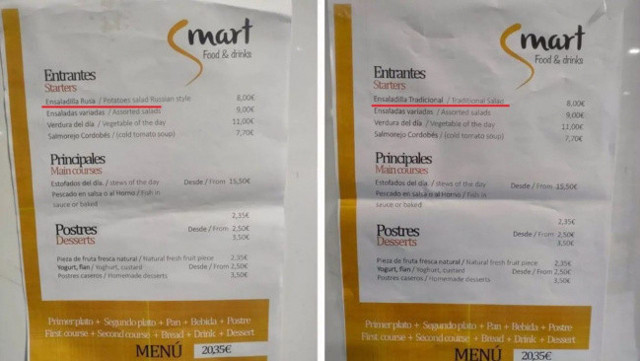 Smart
Food & drinks
Entrantes
Starters
Ensaladilla Rusa / Potatoes salad Russian style 8,00€
Ensaladas variadas / Assorted salads 9,00€
Verdura del día / Vegetable of the day 11,00€
Salmorejo Cordobés / (cold tomato soup) 7,70€
Principales
Main courses
Estofados del día. / stews of the day Desde / From 15,50€
Pescado en salsa o al Horno / Fish in
sauce or baked
2,35€
Postres Desde / From 2,50€
Desserts 3,50€
Pieza de fruta fresca natural / Natural fresh fruit piece 2,35€
Yogurt, flan / Yoghurt, custard Desde / From 2,50€
Postres caseros / Homemade desserts 3,50€
Primer plato + Segundo plato + Pan + Bebida + Postre
First course + Second course + Bread + Drink + Dessert
MENÚ 20,35€
Smart
Food & drinks
Entrantes
Starters
Ensaladilla Tradicional / Traditional Salad 8,00€
Ensaladas variadas / Assorted salads 9,00€
Verdura del día / Vegetable of the day 11,00€
Salmorejo Cordobés / (cold tomato soup) 7,70€
Principales
Main courses
Estofados del día. / stews of the day Desde / From 15,50€
Pescado en salsa o al Horno / Fish in
sauce or baked
2,35€
Postres Desde / From 2,50€
Desserts 3,50€
Pieza de fruta fresca natural / Natural fresh fruit piece 2,35€
Yogurt, flan / Yoghurt, custard Desde / From 2,50€
Postres caseros / Homemade desserts 3,50€
Primer plato + Segundo plato + Pan + Bebida + Postre
First course + Second course + Bread + Drink + Dessert
MENÚ 20,35€